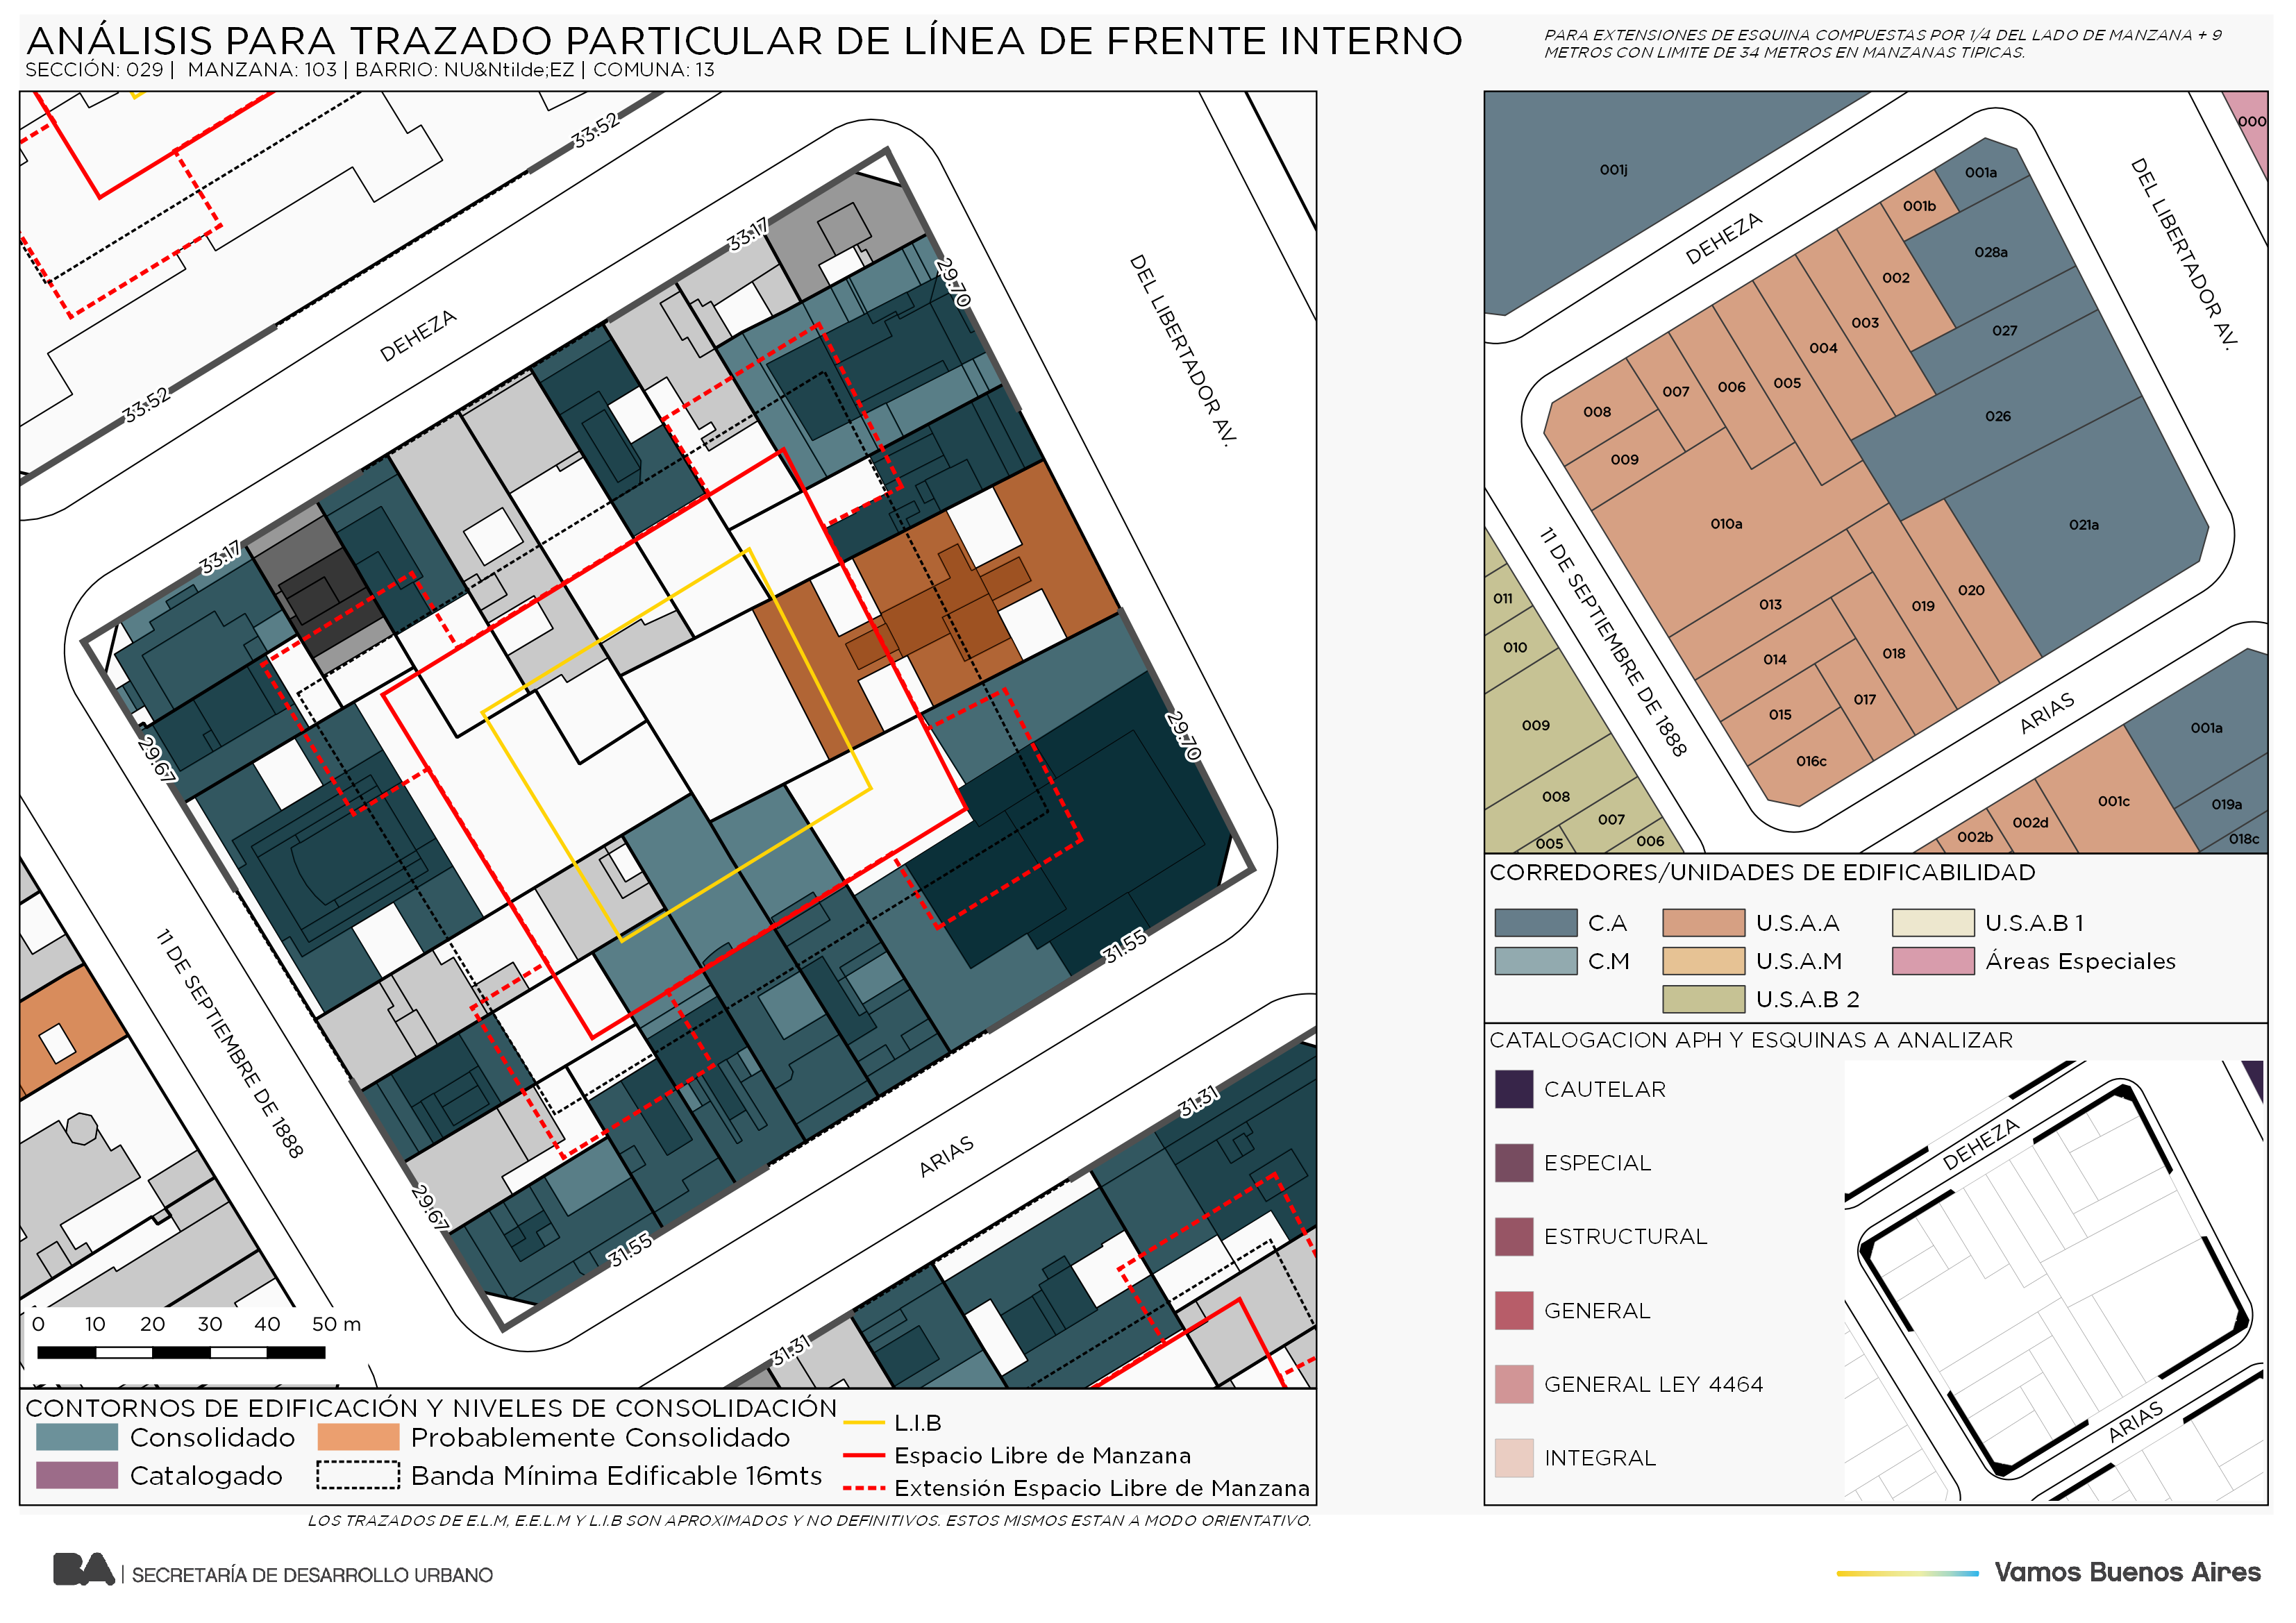 ANÁLISIS PARA TRAZADO PARTICULAR DE LÍNEA DE FRENTE INTERNO
SECCIÓN: 029 | MANZANA: 103 | BARRIO: NU&Ntilde;EZ | COMUNA: 13
PARA EXTENSIONES DE ESQUINA COMPUESTAS POR 1/4 DEL LADO DE MANZANA + 9
METROS CON LIMITE DE 34 METROS EN MANZANAS TIPICAS.
33.52
33.52
DEHEZA
33.17
33.17
29.70
DEL LIBERTADOR AV.
29.67
29.70
11 DE SEPTIEMBRE DE 1888
29.67
31.55
31.55
ARIAS
31.31
31.31
0 10 20 30 40 50 m
CONTORNOS DE EDIFICACIÓN Y NIVELES DE CONSOLIDACIÓN
Consolidado
Probablemente Consolidado
Catalogado
Banda Mínima Edificable 16mts
L.I.B
Espacio Libre de Manzana
Extensión Espacio Libre de Manzana
LOS TRAZADOS DE E.L.M, E.E.L.M Y L.I.B SON APROXIMADOS Y NO DEFINITIVOS. ESTOS MISMOS ESTAN A MODO ORIENTATIVO.
000
001j
001a
DEHEZA
001b
DEL LIBERTADOR AV.
028a
002
003
027
004
005
006
007
008
026
009
010a
021a
11 DE SEPTIEMBRE DE 1888
011
013
019
020
010
014
018
015
017
009
016c
ARIAS
001a
008
007
005
006
001c
019a
002d
002b
018c
CORREDORES/UNIDADES DE EDIFICABILIDAD
C.A
U.S.A.A
U.S.A.B 1
C.M
U.S.A.M
Áreas Especiales
U.S.A.B 2
CATALOGACION APH Y ESQUINAS A ANALIZAR
CAUTELAR
ESPECIAL
ESTRUCTURAL
GENERAL
GENERAL LEY 4464
INTEGRAL
DEHEZA
ARIAS
BA | SECRETARÍA DE DESARROLLO URBANO
Vamos Buenos Aires